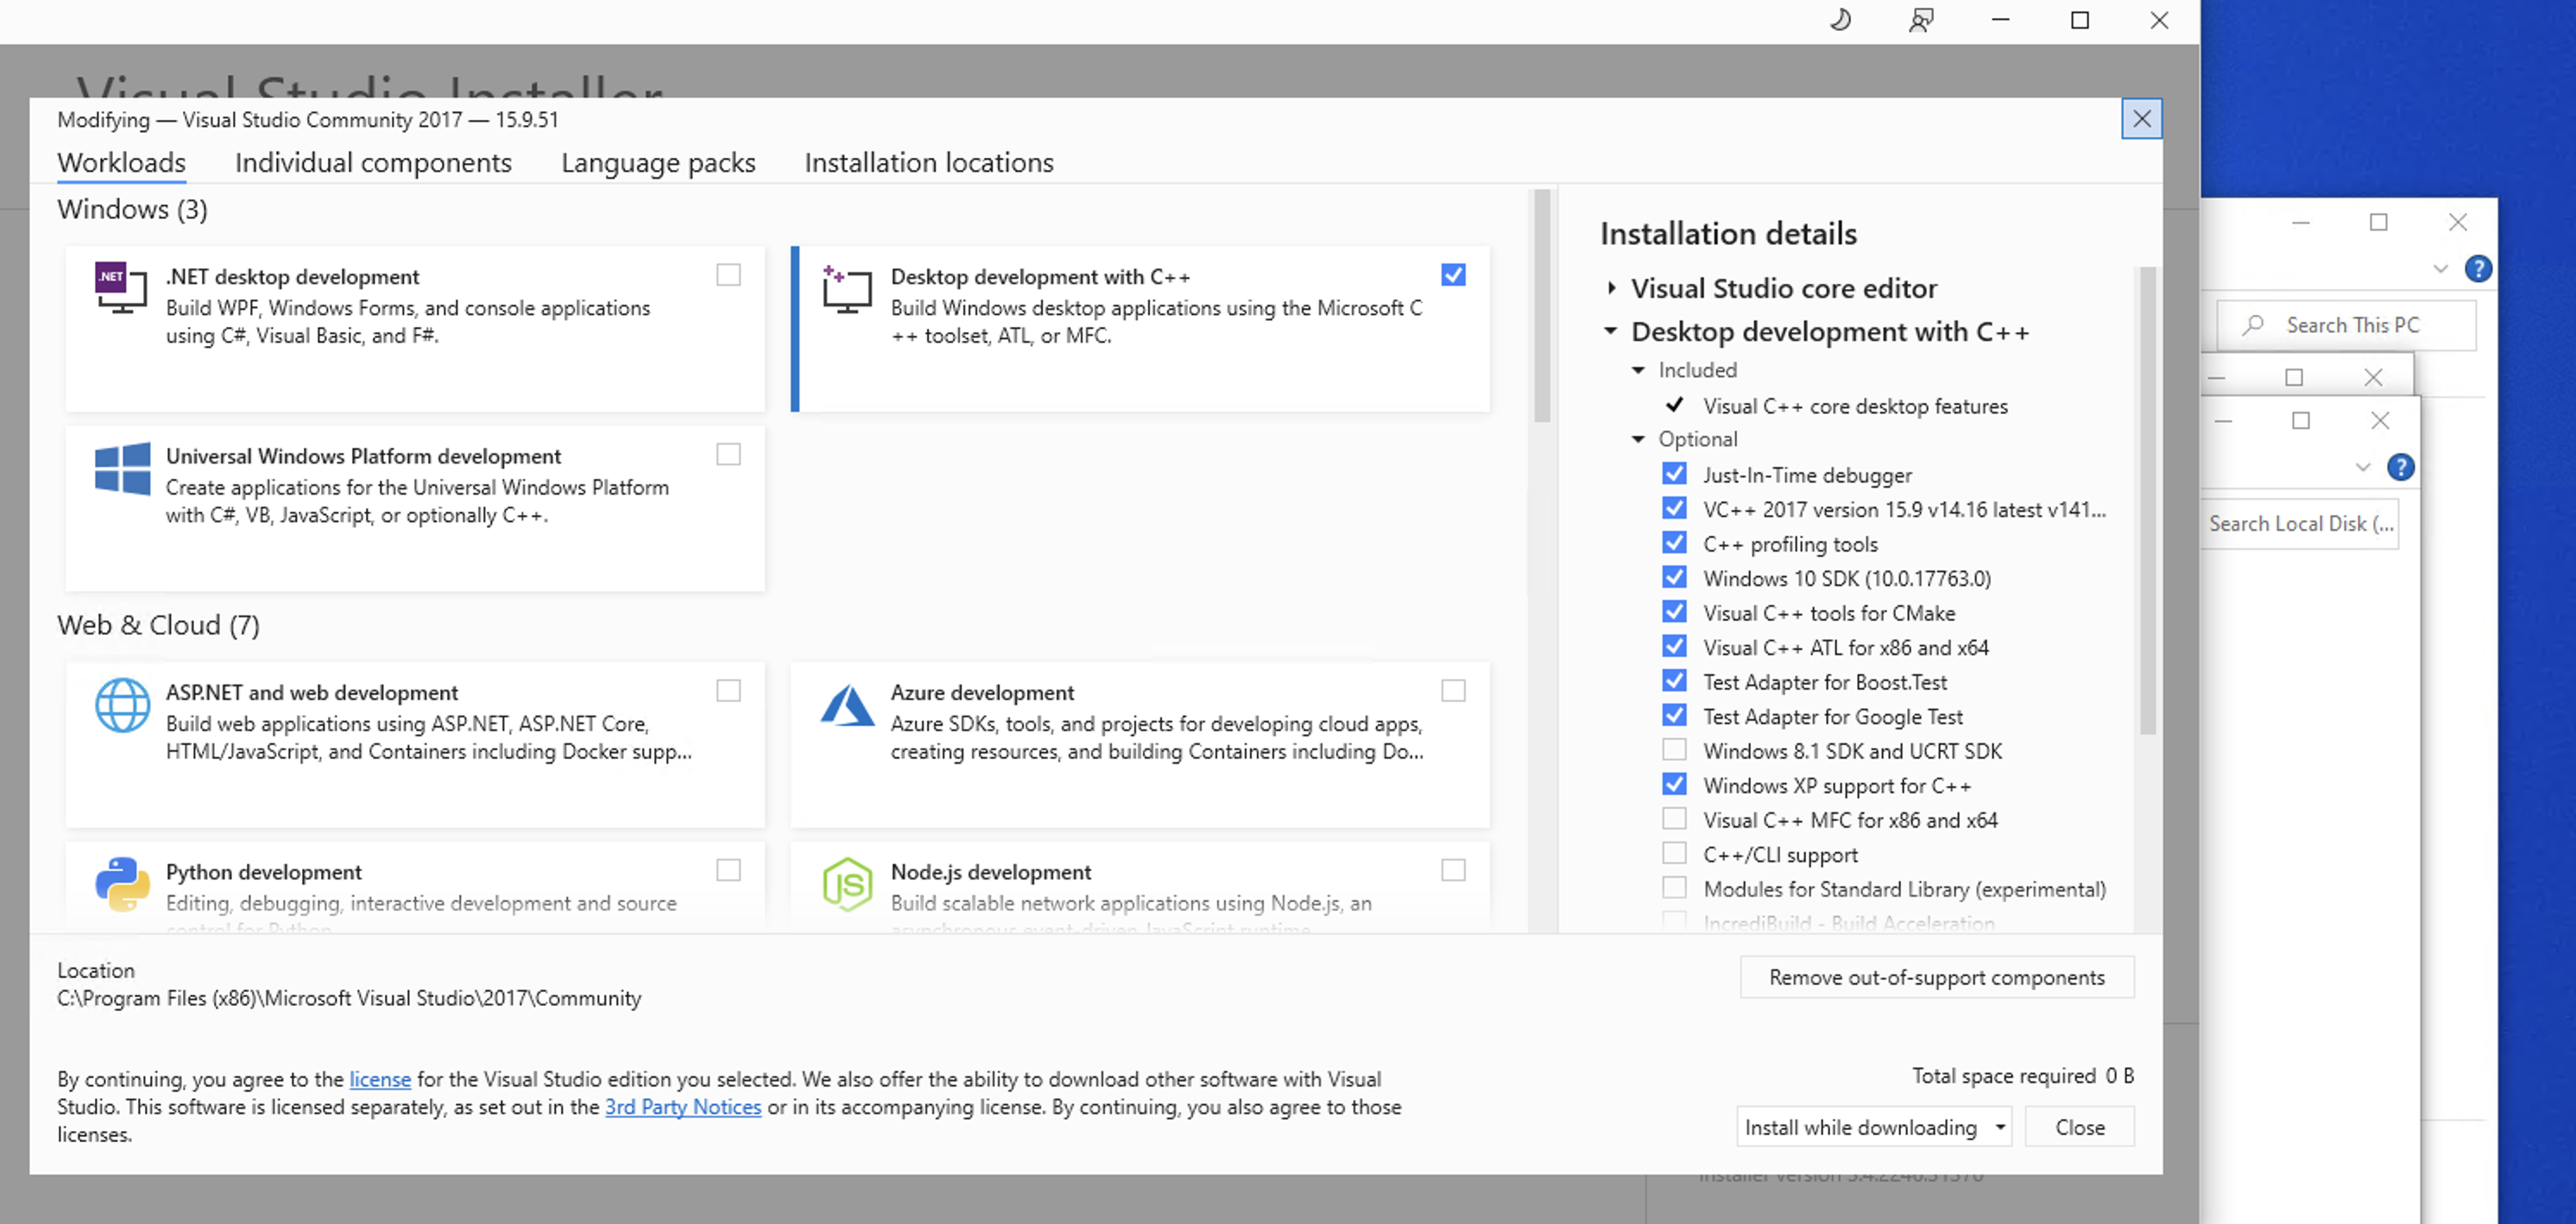 Visual Studio Installer
Modifying — Visual Studio Community 2017 — 15.9.51
Workloads
Individual components
Language packs
Installation locations
Windows (3)
.NET
.NET desktop development
Build WPF, Windows Forms, and console applications
using C#, Visual Basic, and F#.
Desktop development with C++
Build Windows desktop applications using the Microsoft C
++ toolset, ATL, or MFC.
Universal Windows Platform development
Create applications for the Universal Windows Platform
with C#, VB, JavaScript, or optionally C++.
Web & Cloud (7)
ASP.NET and web development
Build web applications using ASP.NET, ASP.NET Core,
HTML/JavaScript, and Containers including Docker supp...
Azure development
Azure SDKs, tools, and projects for developing cloud apps,
creating resources, and building Containers including Do...
Python development
Editing, debugging, interactive development and source
control for Python.
JS
Node.js development
Build scalable network applications using Node.js, an
asynchronous event-driven JavaScript runtime.
Installation details
Visual Studio core editor
Desktop development with C++
Included
Visual C++ core desktop features
Optional
Just-In-Time debugger
VC++ 2017 version 15.9 v14.16 latest v141...
C++ profiling tools
Windows 10 SDK (10.0.17763.0)
Visual C++ tools for CMake
Visual C++ ATL for x86 and x64
Test Adapter for Boost.Test
Test Adapter for Google Test
Windows 8.1 SDK and UCRT SDK
Windows XP support for C++
Visual C++ MFC for x86 and x64
C++/CLI support
Modules for Standard Library (experimental)
IncrediBuild - Build Acceleration
Location
C:\Program Files (x86)\Microsoft Visual Studio\2017\Community
Remove out-of-support components
By continuing, you agree to the license for the Visual Studio edition you selected. We also offer the ability to download other software with Visual
Studio. This software is licensed separately, as set out in the 3rd Party Notices or in its accompanying license. By continuing, you also agree to those
licenses.
Total space required 0 B
Install while downloading
Close
Installer version
Search This PC
Search Local Disk (...